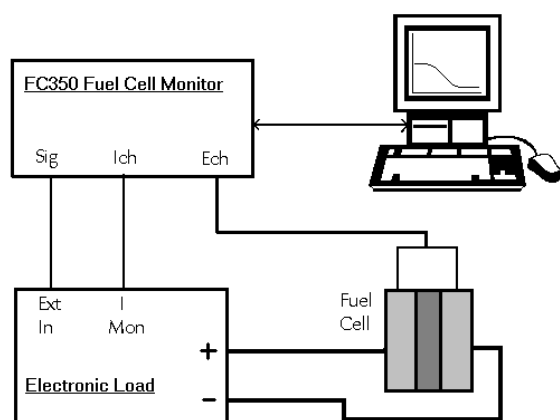 FC350 Fuel Cell Monitor
Sig Ich Ech
Ext In
I Mon
Fuel Cell
+
Electronic Load
-